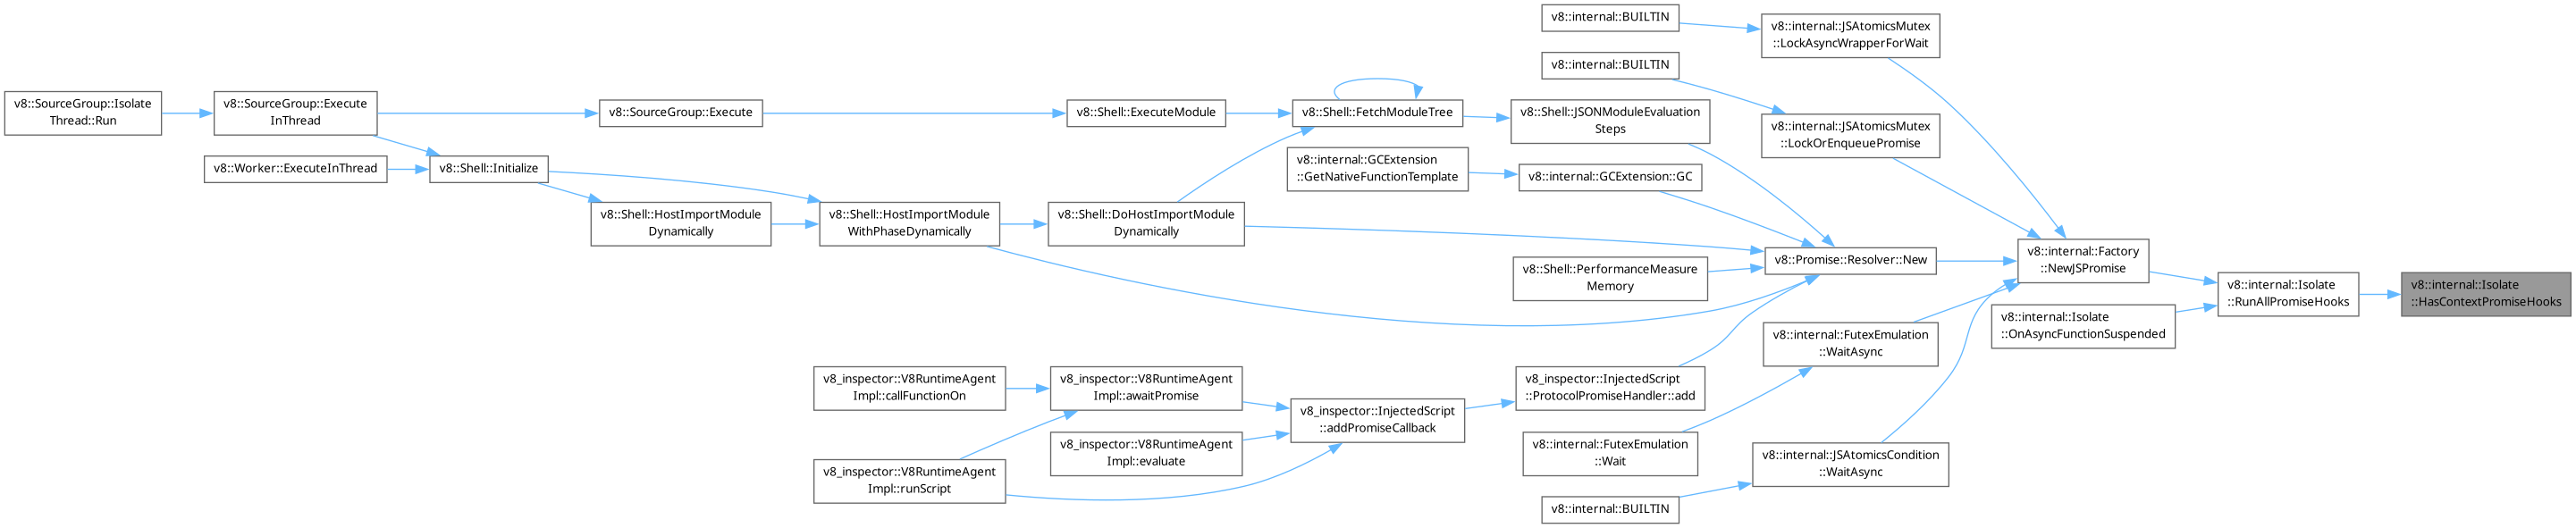 v8::SourceGroup::Isolate
Thread::Run
v8::SourceGroup::Execute
InThread
v8::Worker::ExecuteInThread
v8::Shell::Initialize
v8::SourceGroup::Execute
v8::Shell::HostImportModule
Dynamically
v8::Shell::HostImportModule
WithPhaseDynamically
v8::Shell::ExecuteModule
v8::Shell::DoHostImportModule
Dynamically
v8::Shell::FetchModuleTree
v8::internal::GCExtension
::GetNativeFunctionTemplate
v8::internal::BUILTIN
v8::internal::BUILTIN
v8::Shell::JSONModuleEvaluation
Steps
v8::internal::GCExtension::GC
v8::Shell::PerformanceMeasure
Memory
v8::internal::JSAtomicsMutex
::LockAsyncWrapperForWait
v8::internal::JSAtomicsMutex
::LockOrEnqueuePromise
v8::Promise::Resolver::New
v8::internal::Factory
::NewJSPromise
v8::internal::Isolate
::RunAllPromiseHooks
v8::internal::Isolate
::HasContextPromiseHooks
v8::internal::Isolate
::OnAsyncFunctionSuspended
v8::internal::FutexEmulation
::WaitAsync
v8_inspector::V8RuntimeAgent
Impl::callFunctionOn
v8_inspector::V8RuntimeAgent
Impl::awaitPromise
v8_inspector::InjectedScript
::ProtocolPromiseHandler::add
v8_inspector::InjectedScript
::addPromiseCallback
v8_inspector::V8RuntimeAgent
Impl::evaluate
v8_inspector::V8RuntimeAgent
Impl::runScript
v8::internal::FutexEmulation
::Wait
v8::internal::JSAtomicsCondition
::WaitAsync
v8::internal::BUILTIN